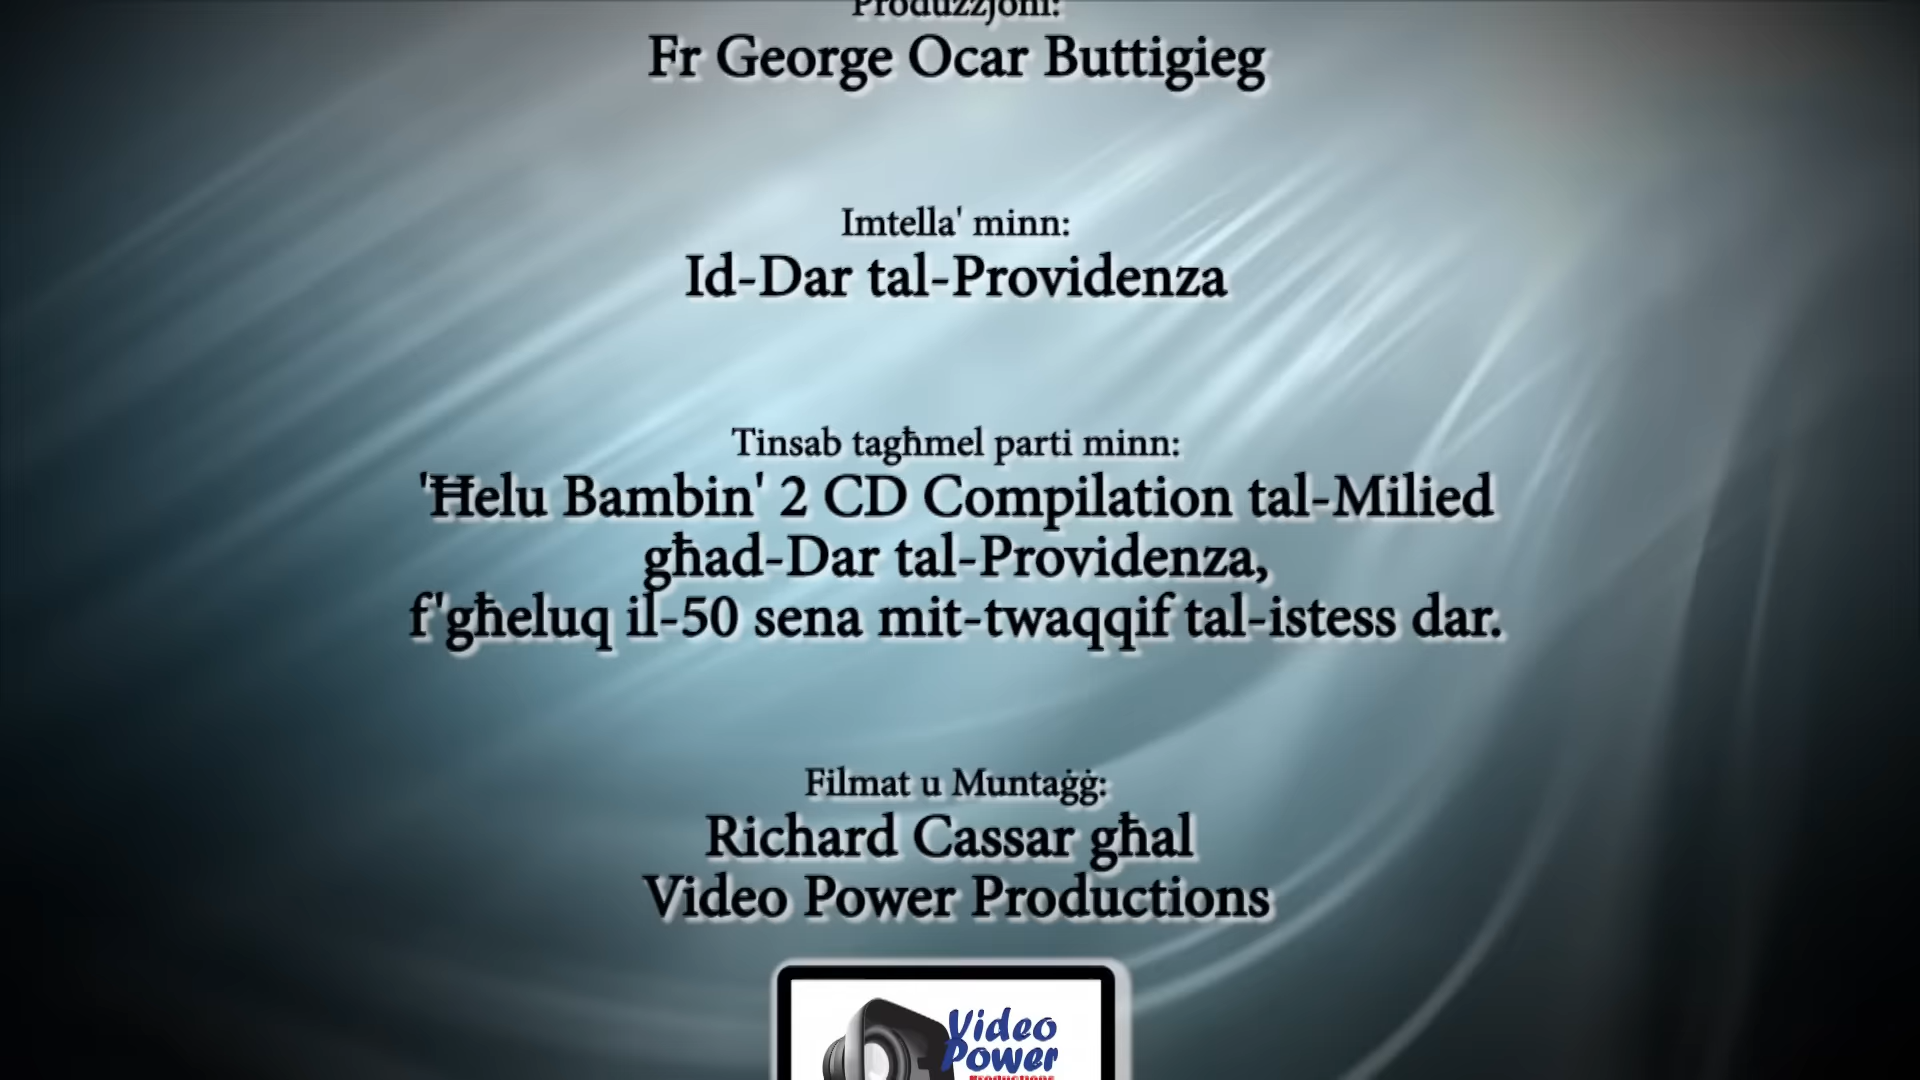 Produzzjoni:
Fr George Ocar Buttigieg
Imtella' minn:
Id-Dar tal-Providenza
Tinsab tagħmel parti minn:
'Ħelu Bambin' 2 CD Compilation tal-Milied
għad-Dar tal-Providenza,
f'għeluq il-50 sena mit-twaqqif tal-istess dar.
Filmat u Muntaġġ:
Richard Cassar għal
Video Power Productions
Video
Power
Productions